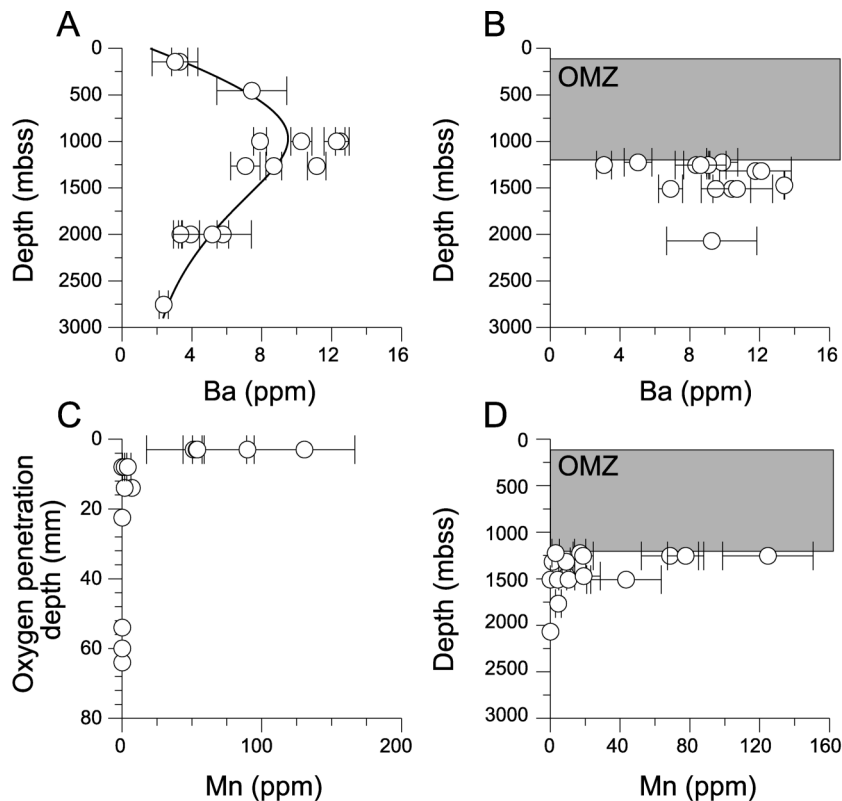 A
0
500
1000
1500
2000
2500
3000
Depth (mbss)
0 4 8 12 16
Ba (ppm)
B
OMZ
0
500
1000
1500
2000
2500
3000
Depth (mbss)
0 4 8 12 16
Ba (ppm)
C
0
20
40
60
80
Oxygen penetration
depth (mm)
0 100 200
Mn (ppm)
D
OMZ
0
500
1000
1500
2000
2500
3000
Depth (mbss)
0 40 80 120 160
Mn (ppm)